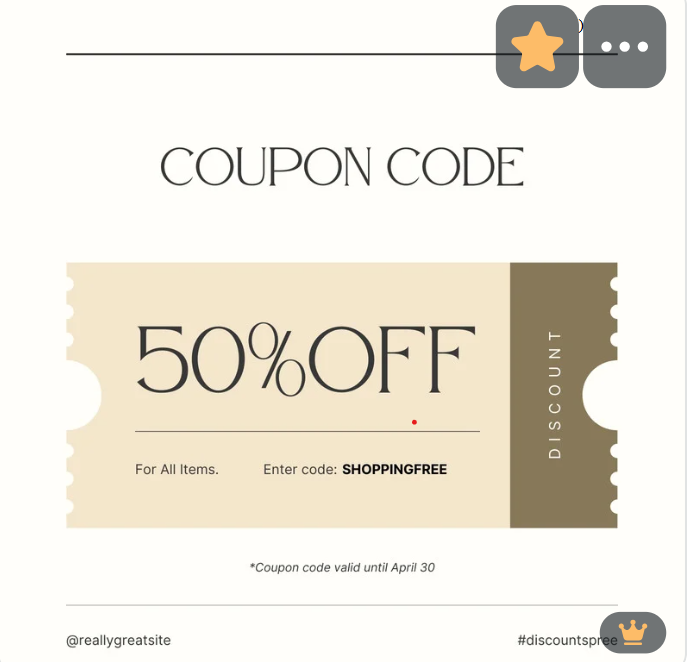 COUPON CODE
50%OFF
DISCOUNT
For All Items. Enter code: SHOPPINGFREE
*Coupon code valid until April 30
@reallygreatsite #discountspree